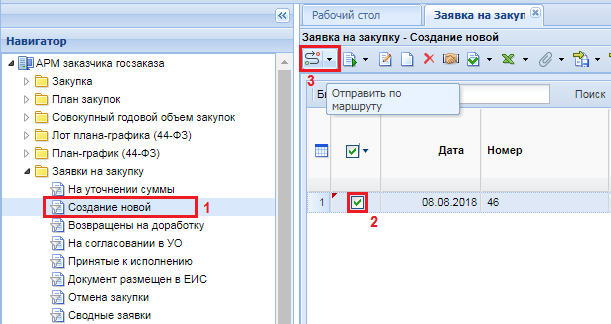 Навигатор
АРМ заказчика госзаказа
Закупка
План закупок
Совокупный годовой объем закупок
Лот плана-графика (44-ФЗ)
План-график (44-ФЗ)
Заявки на закупку
На уточнении суммы
Создание новой
1
Возвращены на доработку
На согласовании в УО
Принятые к исполнению
Документ размещен в ЕИС
Отмена закупки
Сводные заявки
Рабочий стол
Заявка на закуп
Заявка на закупку - Создание новой
3
Отправить по
маршруту
Поиск
Дата
Номер
1
08.08.2018
46
2